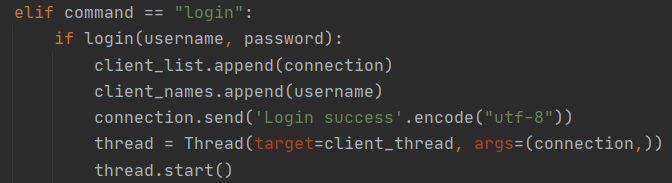 elif command == "login":
if login(username, password):
client_list.append(connection)
client_names.append(username)
connection.send('Login success'.encode("utf-8"))
thread = Thread(target=client_thread, args=(connection,))
thread.start()